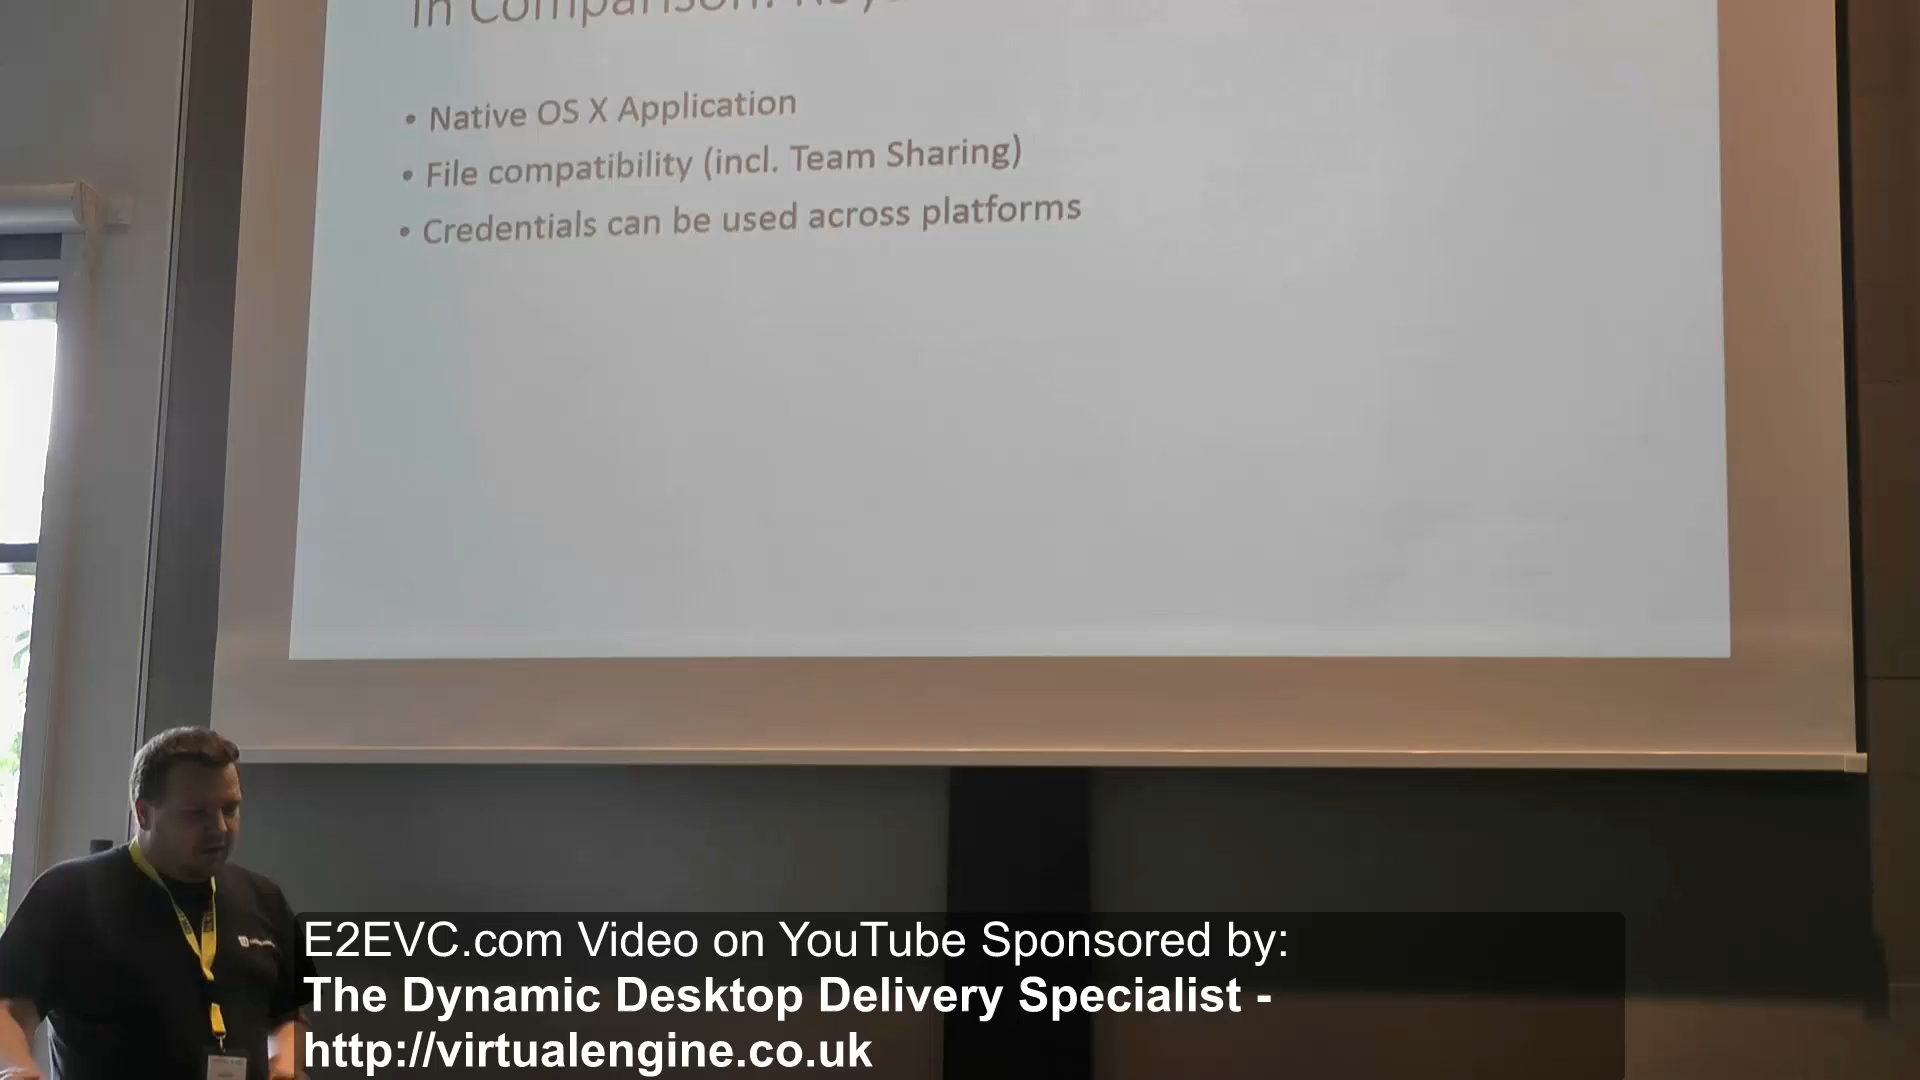 In Comparison:
• Native OS X Application
• File compatibility (incl. Team Sharing)
• Credentials can be used across platforms
E2EVC.com Video on YouTube Sponsored by:
The Dynamic Desktop Delivery Specialist -
http://virtualengine.co.uk